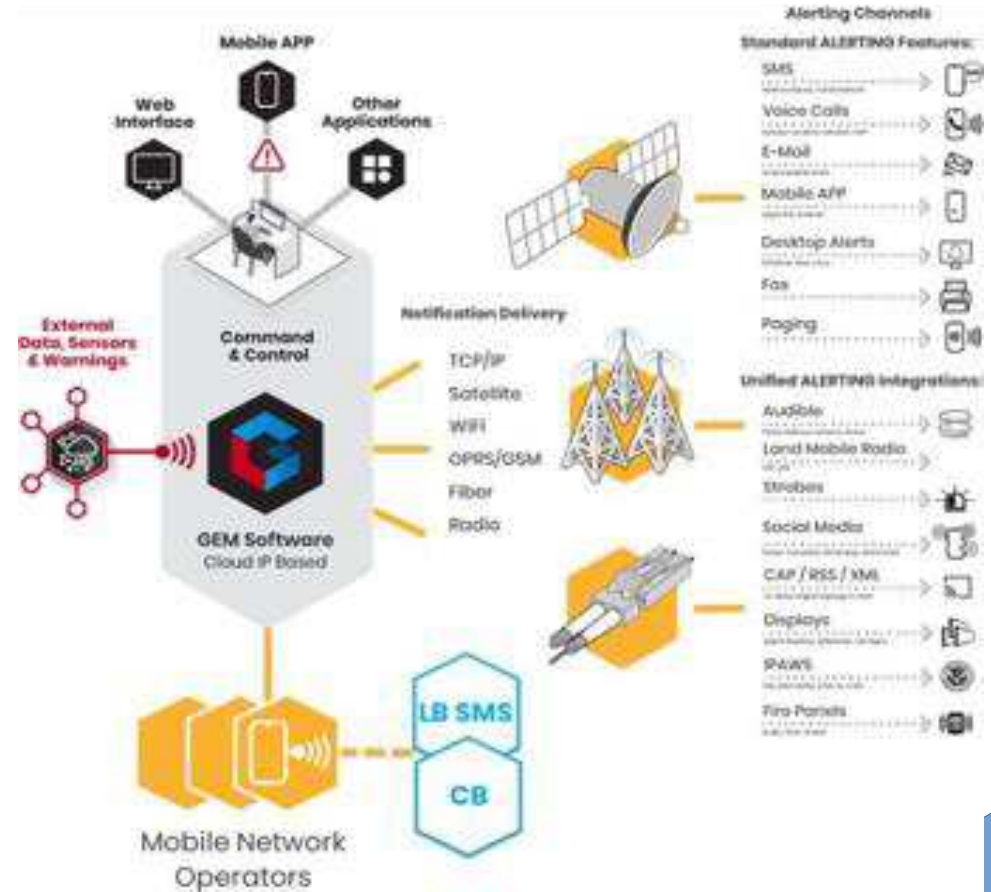 Mobile APP
Web
Interface
Other
Applications
External
Data, Sensors
& Warnings
Command
& Control
GEM Software
Cloud IP Based
Notification Delivery
TCP/IP
Satellite
WiFi
GPRS/GSM
Fiber
Radio
LB SMS
CB
Mobile Network
Operators
Alerting Channels
Standard ALERTING Features:
SMS
Voice Calls
E-Mail
Mobile APP
Desktop Alerts
Fax
Paging
Unified ALERTING Integrations:
Audible
Land Mobile Radio
Strobes
Social Media
CAP / RSS / XML
Displays
IPAWS
Fire Panels